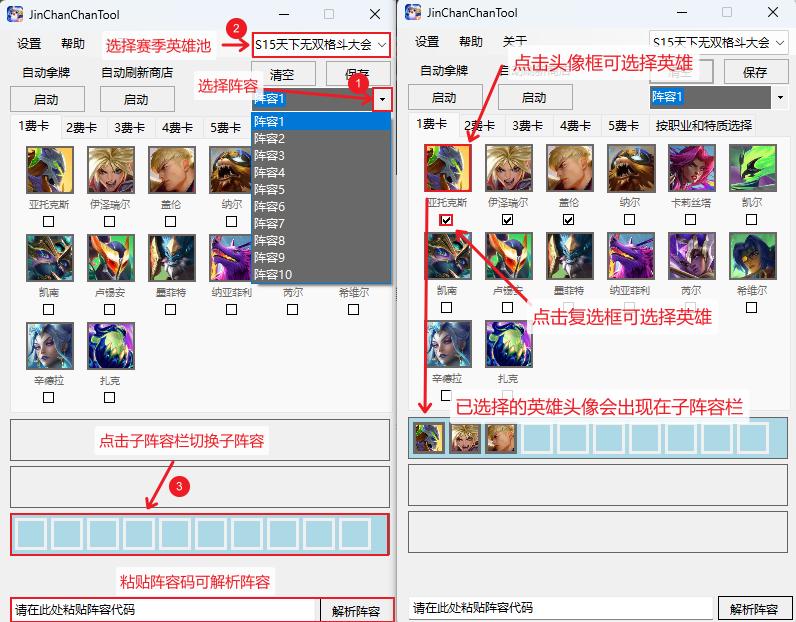 JinChanChanTool
设置 帮助
选择赛季英雄池
2
S15天下无双格斗大会
自动拿牌 自动刷新商店
清空 保存
启动 启动
选择阵容
1
阵容1
1费卡 2费卡 3费卡 4费卡 5费卡
阵容1
阵容2
阵容3
阵容4
阵容5
阵容6
阵容7
阵容8
阵容9
阵容10
亚托克斯 伊泽瑞尔 盖伦 纳尔
凯南 卢锡安 墨菲特 纳亚菲利 芮尔 希维尔
辛德拉 扎克
点击子阵容栏切换子阵容
3
粘贴阵容码可解析阵容
请在此处粘贴阵容代码 解析阵容
JinChanChanTool
设置 帮助 关于
S15天下无双格斗大会
点击头像框可选择英雄
自动拿牌
清空 保存
启动 启动
阵容1
1费卡 2费卡 3费卡 4费卡 5费卡 按职业和特质选择
亚托克斯 伊泽瑞尔 盖伦 纳尔 卡莉丝塔 凯尔
凯南 卢锡安 墨菲特 纳亚菲利 芮尔 希维尔
点击复选框可选择英雄
辛德拉 扎克
已选择的英雄头像会出现在子阵容栏
请在此处粘贴阵容代码 解析阵容